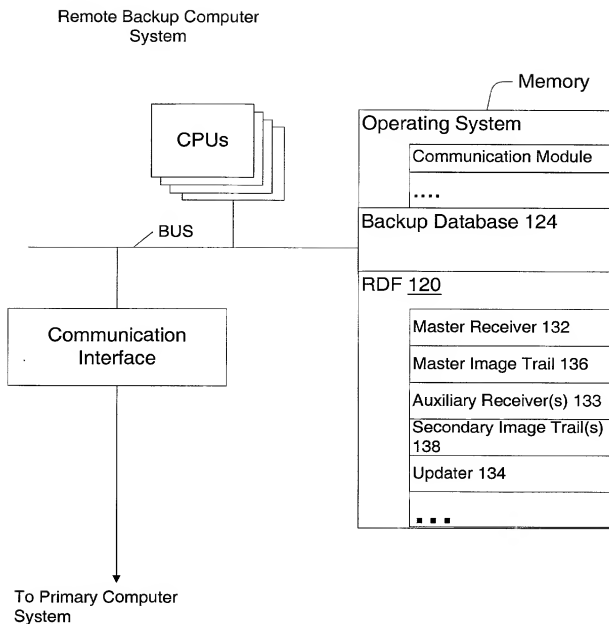 Remote Backup Computer
System
Memory
CPUs
Operating System
Communication Module
....
BUS
Backup Database 124
RDF 120
Communication
Interface
Master Receiver 132
Master Image Trail 136
Auxiliary Receiver(s) 133
Secondary Image Trail(s)
138
Updater 134
...
To Primary Computer
System